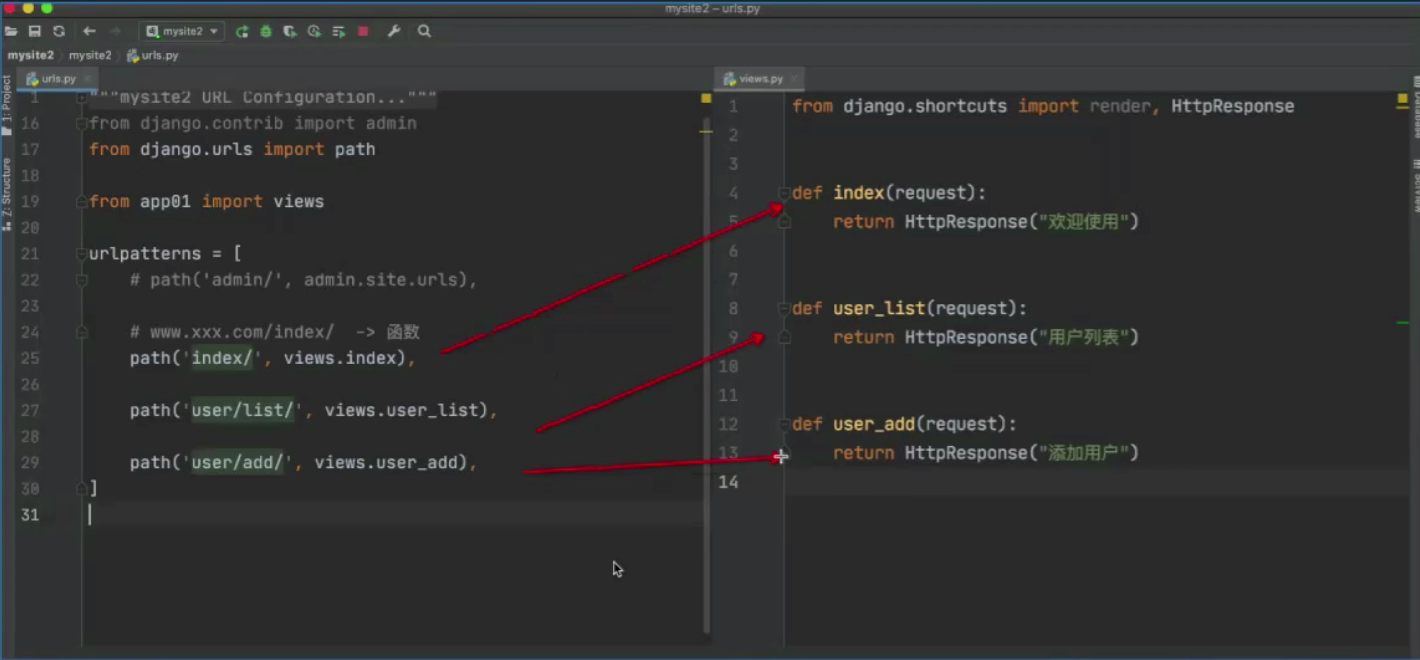 mysite2 – urls.py
mysite2
mysite2 mysite2 urls.py
1: Project
Z: Structure
urls.py
1 """mysite2 URL Configuration..."""
16 from django.contrib import admin
17 from django.urls import path
18
19 from app01 import views
20
21 urlpatterns = [
22 # path('admin/', admin.site.urls),
23
24 # www.xxx.com/index/ -> 函数
25 path('index/', views.index),
26
27 path('user/list/', views.user_list),
28
29 path('user/add/', views.user_add),
30 ]
31
views.py
1 from django.shortcuts import render, HttpResponse
2
3
4 def index(request):
5 return HttpResponse("欢迎使用")
6
7
8 def user_list(request):
9 return HttpResponse("用户列表")
10
11
12 def user_add(request):
13 return HttpResponse("添加用户")
14